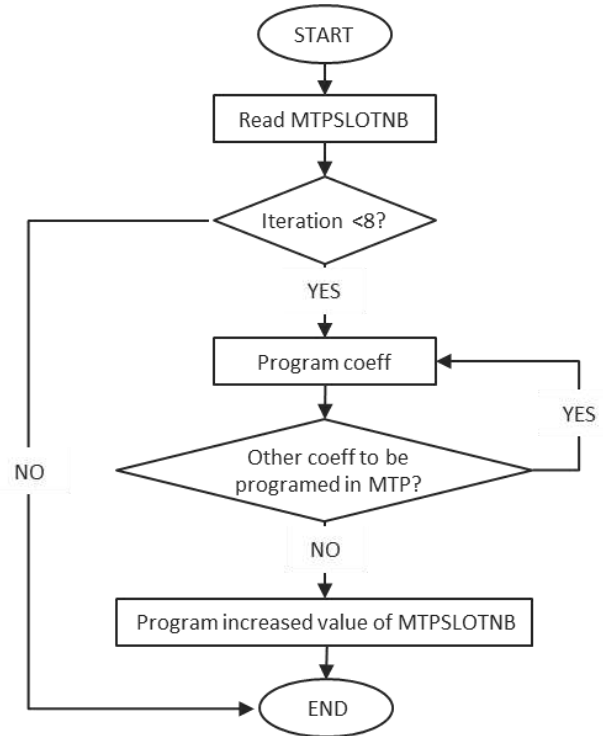 START
Read MTPSLOTNB
Iteration <8?
YES
Program coeff
YES
Other coeff to be
programed in MTP?
NO
NO
Program increased value of MTPSLOTNB
END